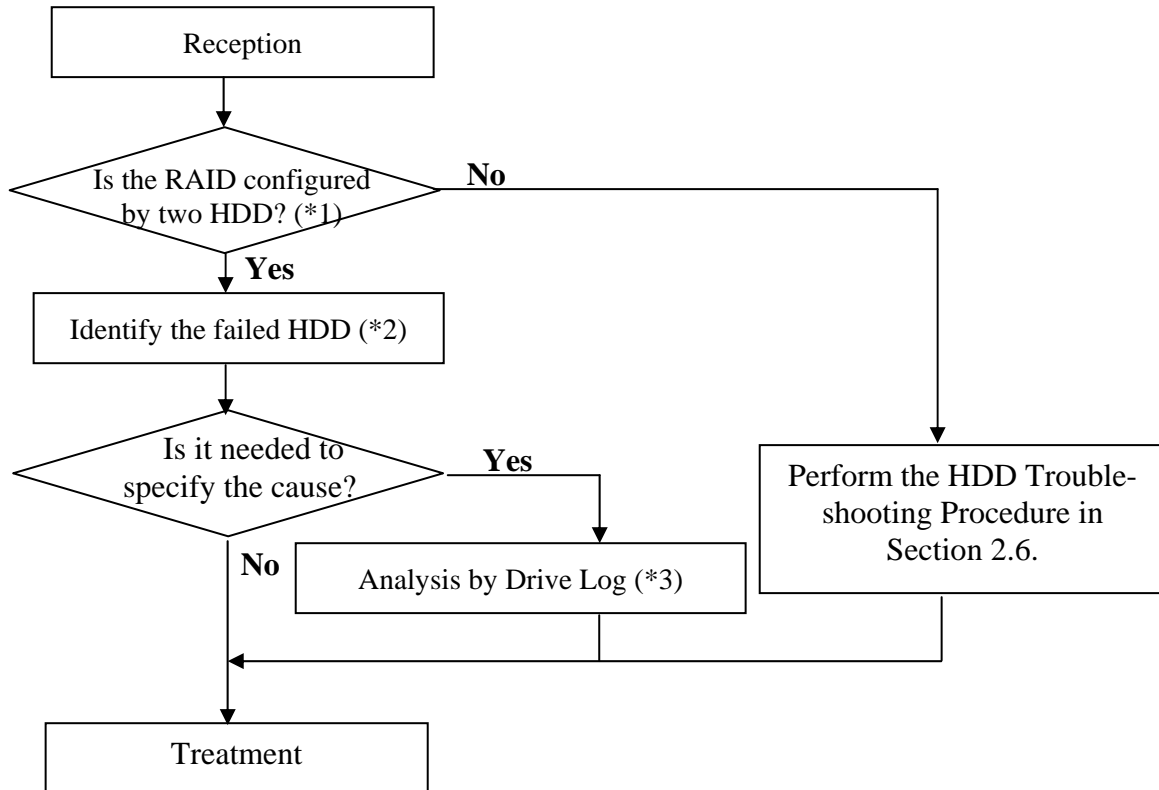 Reception
Is the RAID configured
by two HDD? (*1)
No
Yes
Identify the failed HDD (*2)
Is it needed to
specify the cause?
Yes
Perform the HDD Trouble-
shooting Procedure in
Section 2.6.
No
Analysis by Drive Log (*3)
Treatment